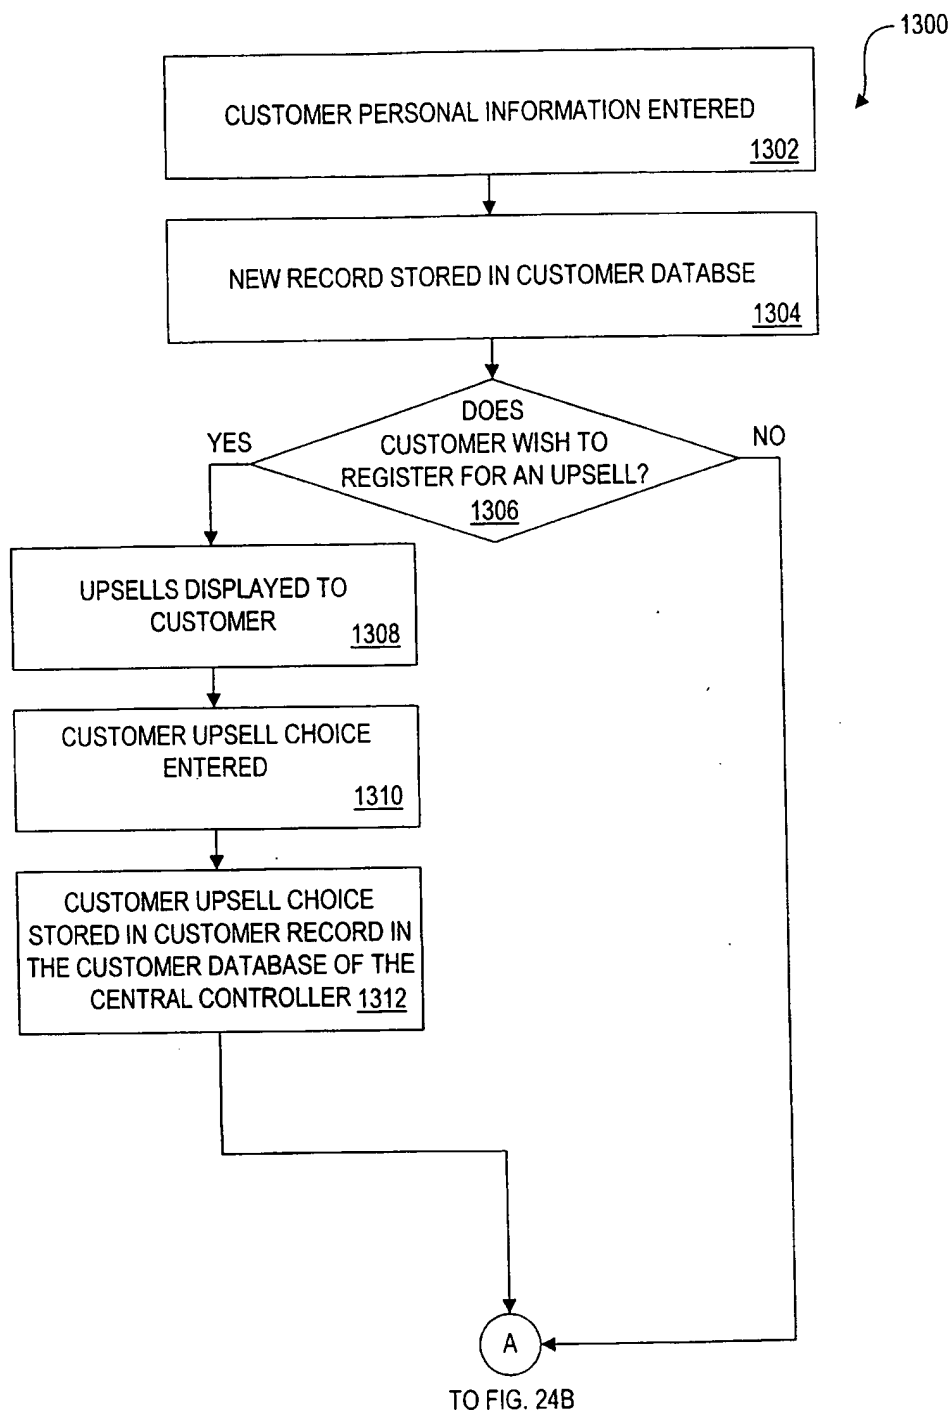 1300
CUSTOMER PERSONAL INFORMATION ENTERED
1302
NEW RECORD STORED IN CUSTOMER DATABSE
1304
DOES
CUSTOMER WISH TO
REGISTER FOR AN UPSELL?
1306
YES
NO
UPSELLS DISPLAYED TO
CUSTOMER
1308
CUSTOMER UPSELL CHOICE
ENTERED
1310
CUSTOMER UPSELL CHOICE
STORED IN CUSTOMER RECORD IN
THE CUSTOMER DATABASE OF THE
CENTRAL CONTROLLER 1312
A
TO FIG. 24B